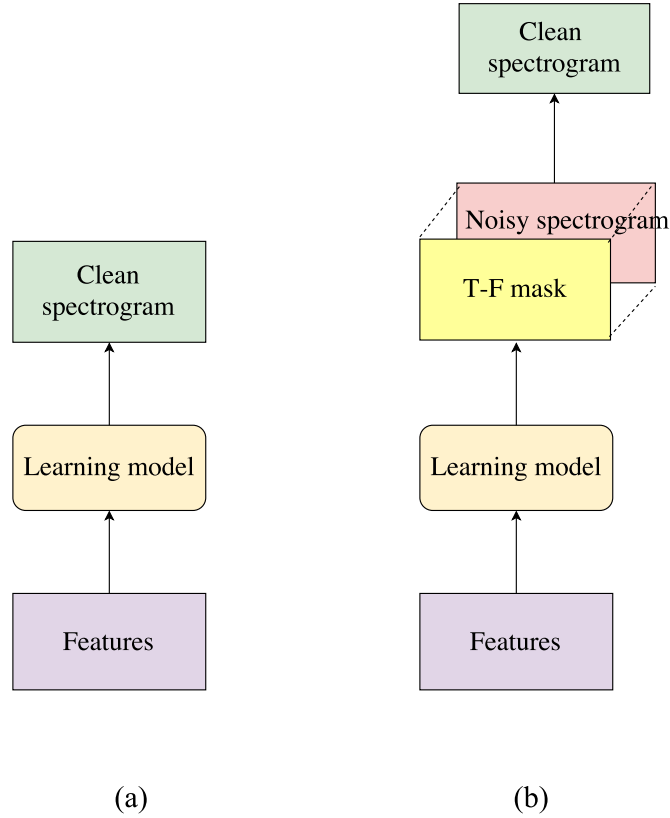 Clean
spectrogram
Learning model
Features
(a)
Clean
spectrogram
Noisy spectrogram
T-F mask
Learning model
Features
(b)